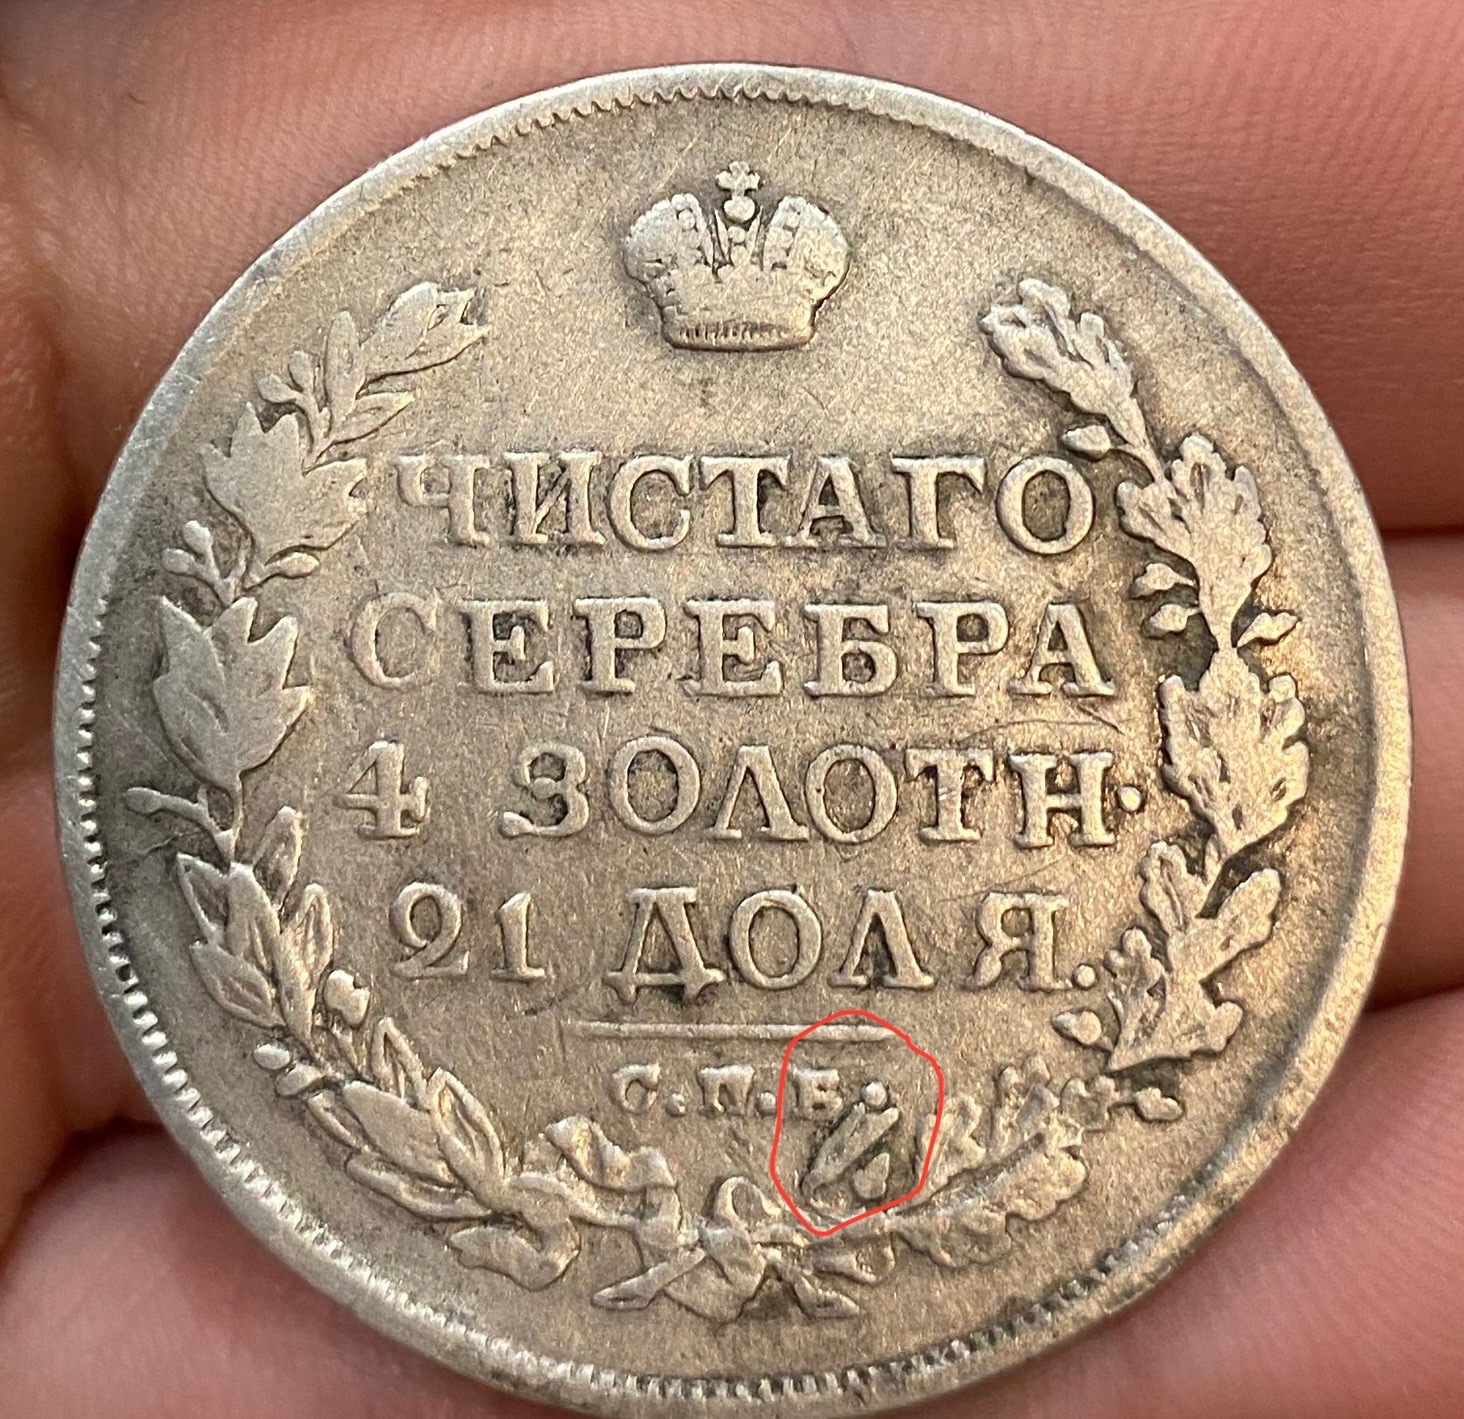 ЧИСТАГО
СЕРЕБРА
4 ЗОЛОТН.
21 ДОЛЯ.
С.П.Б.